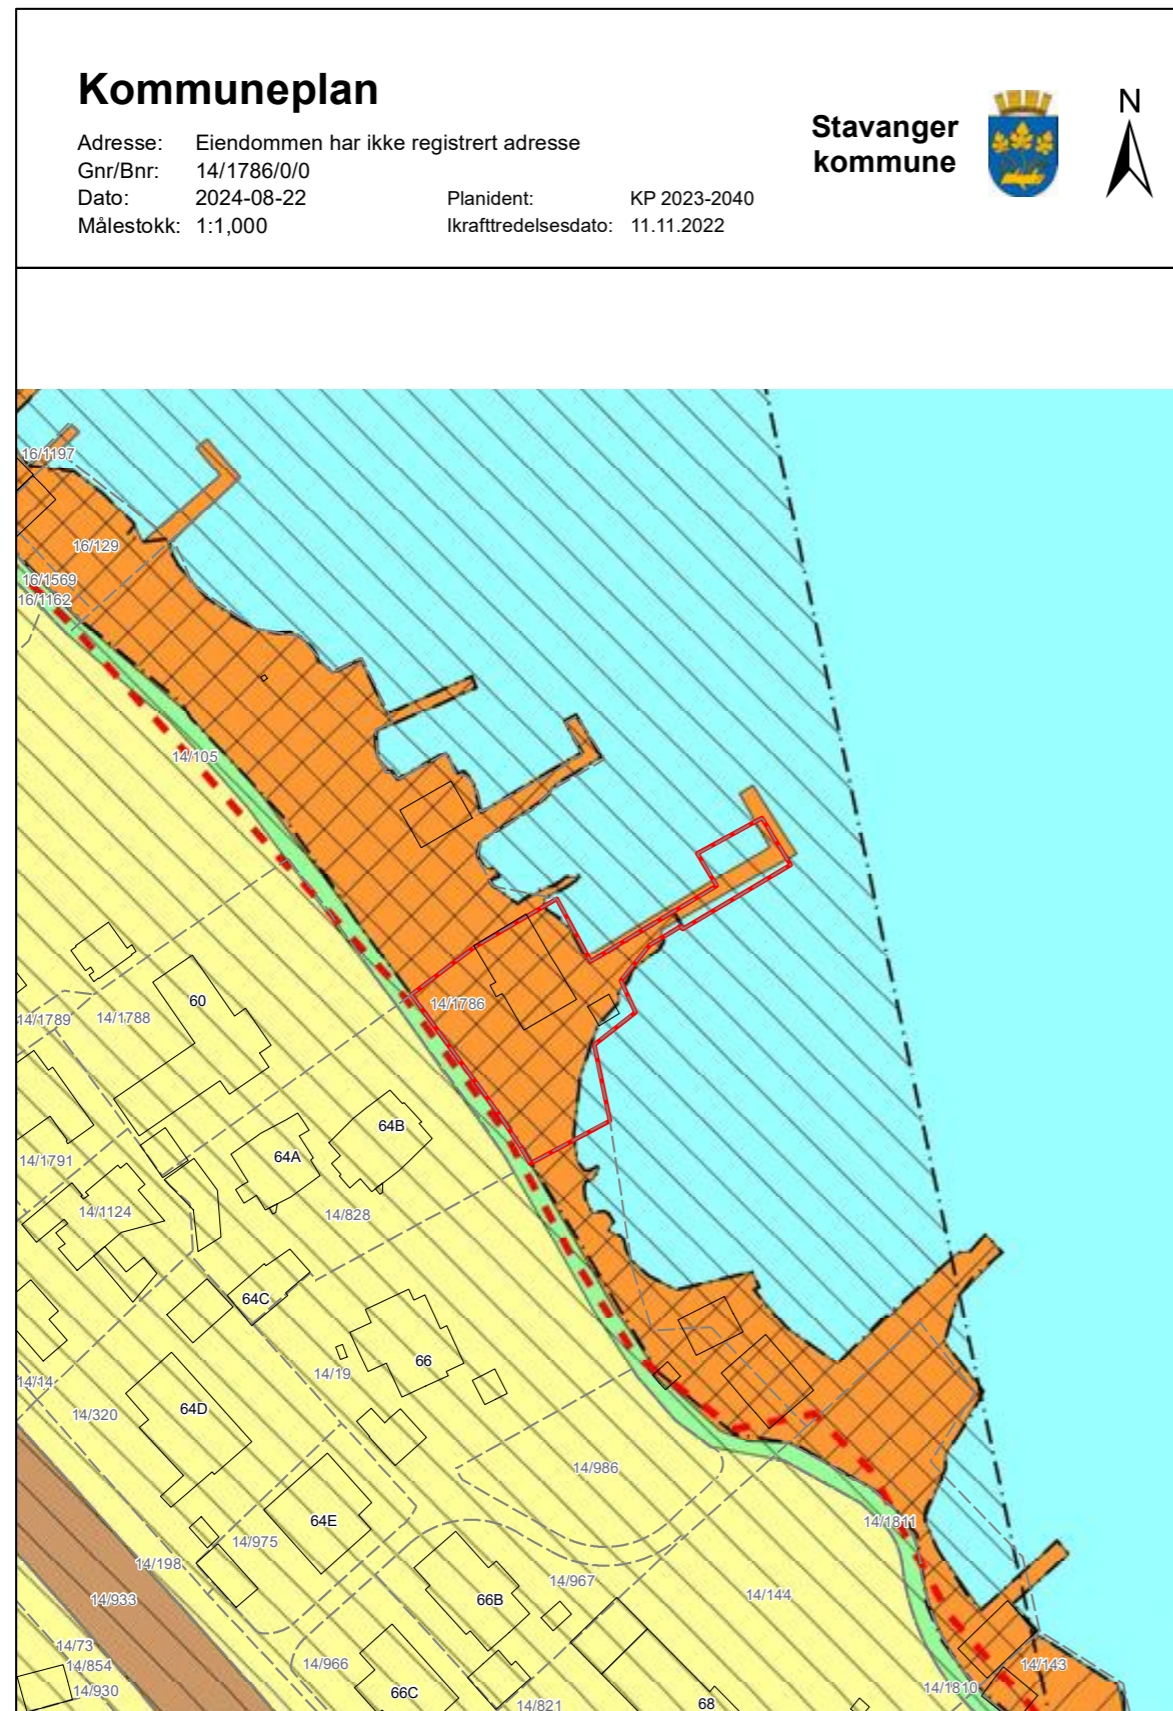 Kommuneplan
Adresse: Eiendommen har ikke registrert adresse
Gnr/Bnr: 14/1786/0/0
Dato: 2024-08-22
Målestokk: 1:1,000
Planident: KP 2023-2040
Ikrafttredelsesdato: 11.11.2022
Stavanger
kommune
N
16/1197
16/129
16/1569
16/1162
14/105
14/1786
60
14/1789
14/1788
64B
64A
14/1791
14/1124
14/828
64C
66
14/19
14/14
14/320
64D
14/986
64E
14/1811
14/975
14/198
14/933
14/967
66B
14/144
14/73
14/854
14/930
14/966
66C
14/821
68
14/143
14/1810